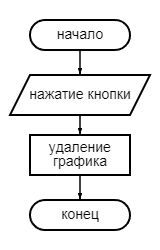 начало
нажатие кнопки
удаление
графика
конец